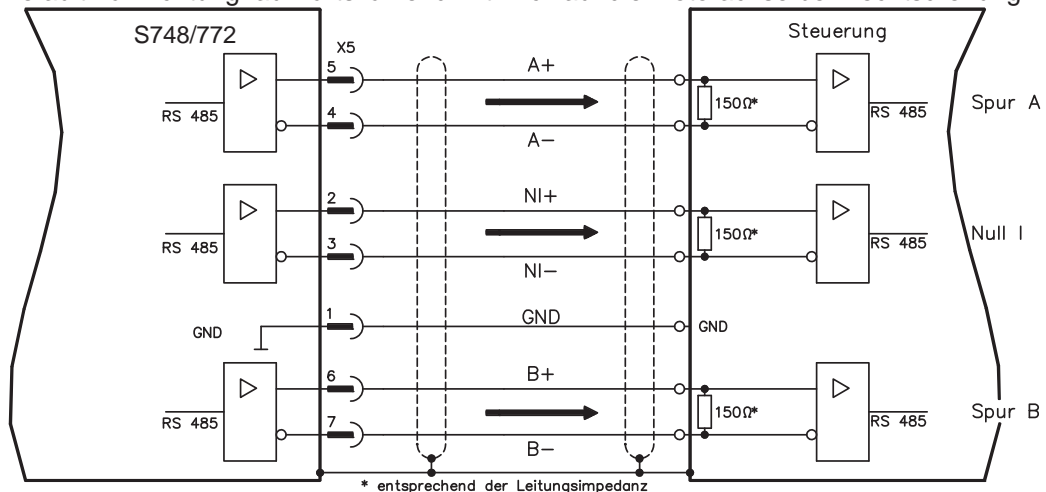 S748/772
Steuerung
X5
5
A+
RS 485
150Ω*
RS 485
Spur A
4
A-
2
NI+
RS 485
150Ω*
RS 485
Null I
3
NI-
1
GND
GND
GND
6
B+
RS 485
150Ω*
RS 485
Spur B
7
B-
* entsprechend der Leitungsimpedanz